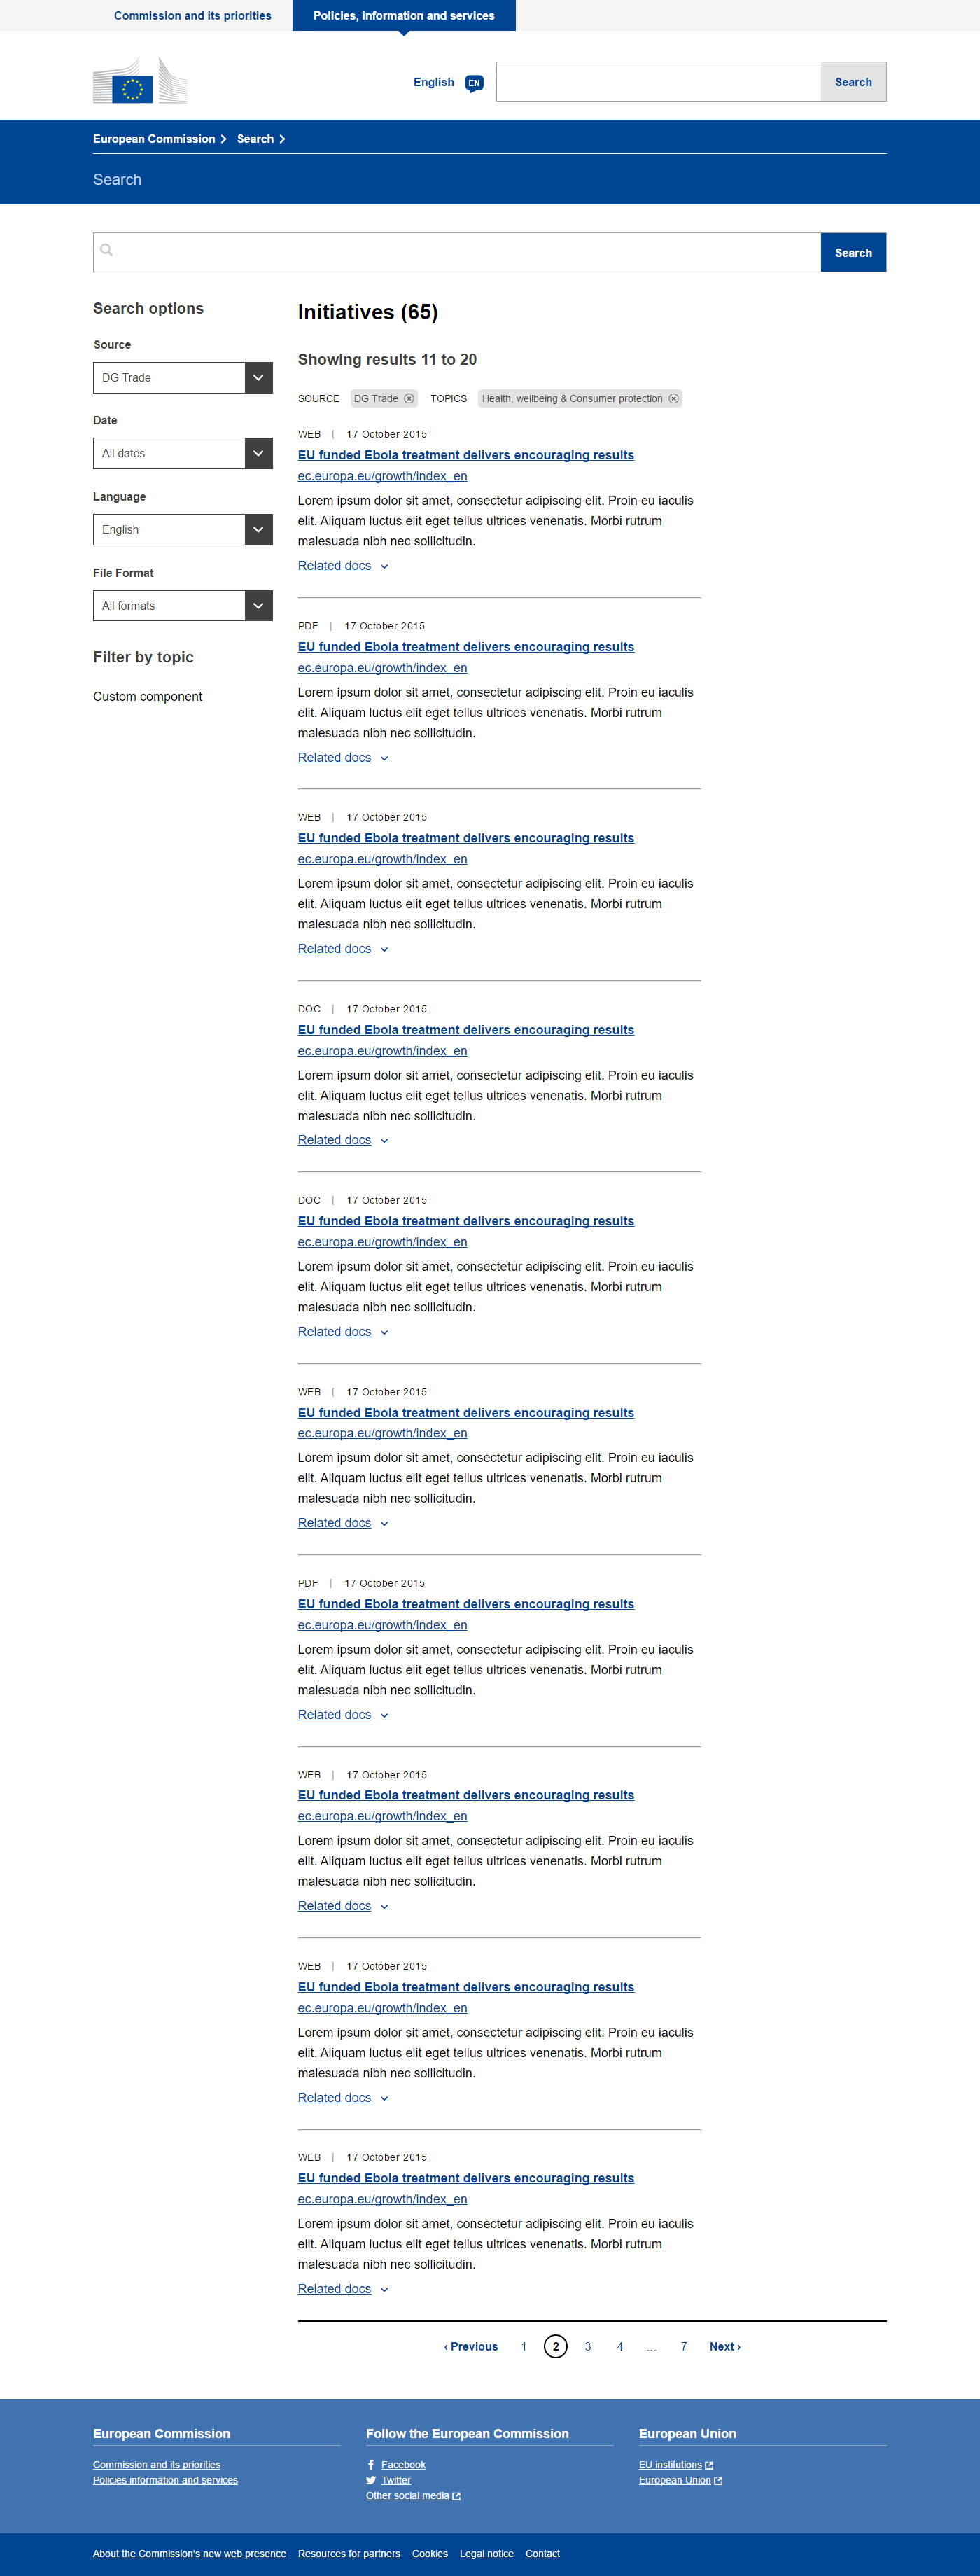 Commission and its priorities
Policies, information and services
English EN
Search
European Commission Search
Search
Search
Search options
Source
DG Trade
Date
All dates
Language
English
File Format
All formats
Filter by topic
Custom component
Initiatives (65)
Showing results 11 to 20
SOURCE DG Trade TOPICS Health, wellbeing & Consumer protection
WEB | 17 October 2015
EU funded Ebola treatment delivers encouraging results
ec.europa.eu/growth/index_en
Lorem ipsum dolor sit amet, consectetur adipiscing elit. Proin eu iaculis
elit. Aliquam luctus elit eget tellus ultrices venenatis. Morbi rutrum
malesuada nibh nec sollicitudin.
Related docs
PDF | 17 October 2015
EU funded Ebola treatment delivers encouraging results
ec.europa.eu/growth/index_en
Lorem ipsum dolor sit amet, consectetur adipiscing elit. Proin eu iaculis
elit. Aliquam luctus elit eget tellus ultrices venenatis. Morbi rutrum
malesuada nibh nec sollicitudin.
Related docs
WEB | 17 October 2015
EU funded Ebola treatment delivers encouraging results
ec.europa.eu/growth/index_en
Lorem ipsum dolor sit amet, consectetur adipiscing elit. Proin eu iaculis
elit. Aliquam luctus elit eget tellus ultrices venenatis. Morbi rutrum
malesuada nibh nec sollicitudin.
Related docs
DOC | 17 October 2015
EU funded Ebola treatment delivers encouraging results
ec.europa.eu/growth/index_en
Lorem ipsum dolor sit amet, consectetur adipiscing elit. Proin eu iaculis
elit. Aliquam luctus elit eget tellus ultrices venenatis. Morbi rutrum
malesuada nibh nec sollicitudin.
Related docs
DOC | 17 October 2015
EU funded Ebola treatment delivers encouraging results
ec.europa.eu/growth/index_en
Lorem ipsum dolor sit amet, consectetur adipiscing elit. Proin eu iaculis
elit. Aliquam luctus elit eget tellus ultrices venenatis. Morbi rutrum
malesuada nibh nec sollicitudin.
Related docs
WEB | 17 October 2015
EU funded Ebola treatment delivers encouraging results
ec.europa.eu/growth/index_en
Lorem ipsum dolor sit amet, consectetur adipiscing elit. Proin eu iaculis
elit. Aliquam luctus elit eget tellus ultrices venenatis. Morbi rutrum
malesuada nibh nec sollicitudin.
Related docs
PDF | 17 October 2015
EU funded Ebola treatment delivers encouraging results
ec.europa.eu/growth/index_en
Lorem ipsum dolor sit amet, consectetur adipiscing elit. Proin eu iaculis
elit. Aliquam luctus elit eget tellus ultrices venenatis. Morbi rutrum
malesuada nibh nec sollicitudin.
Related docs
WEB | 17 October 2015
EU funded Ebola treatment delivers encouraging results
ec.europa.eu/growth/index_en
Lorem ipsum dolor sit amet, consectetur adipiscing elit. Proin eu iaculis
elit. Aliquam luctus elit eget tellus ultrices venenatis. Morbi rutrum
malesuada nibh nec sollicitudin.
Related docs
WEB | 17 October 2015
EU funded Ebola treatment delivers encouraging results
ec.europa.eu/growth/index_en
Lorem ipsum dolor sit amet, consectetur adipiscing elit. Proin eu iaculis
elit. Aliquam luctus elit eget tellus ultrices venenatis. Morbi rutrum
malesuada nibh nec sollicitudin.
Related docs
WEB | 17 October 2015
EU funded Ebola treatment delivers encouraging results
ec.europa.eu/growth/index_en
Lorem ipsum dolor sit amet, consectetur adipiscing elit. Proin eu iaculis
elit. Aliquam luctus elit eget tellus ultrices venenatis. Morbi rutrum
malesuada nibh nec sollicitudin.
Related docs
‹ Previous 1 2 3 4 ... 7 Next ›
European Commission
Commission and its priorities
Policies information and services
Follow the European Commission
Facebook
Twitter
Other social media
European Union
EU institutions
European Union
About the Commission's new web presence Resources for partners Cookies Legal notice Contact